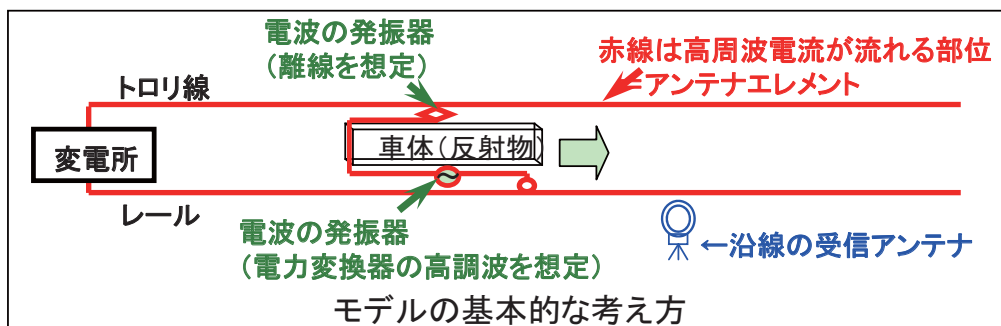 電波の発振器
(離線を想定)
赤線は高周波電流が流れる部位
=アンテナエレメント
トロリ線
変電所
車体(反射物)
レール
電波の発振器
(電力変換器の高調波を想定)
←沿線の受信アンテナ
モデルの基本的な考え方